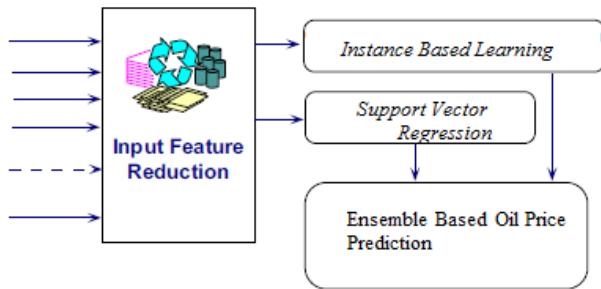 Instance Based Learning
Support Vector
Regression
Input Feature
Reduction
Ensemble Based Oil Price
Prediction